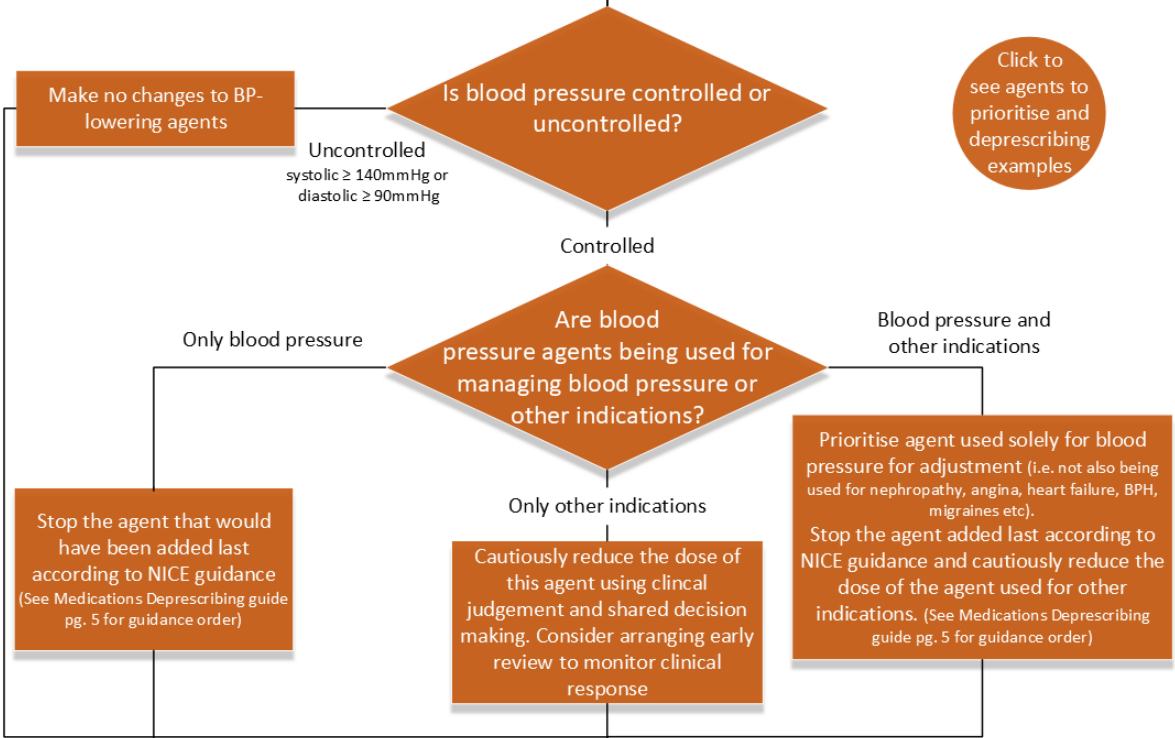 Make no changes to BP-
lowering agents
Is blood pressure controlled or
uncontrolled?
Click to
see agents to
prioritise and
deprescribing
examples
Uncontrolled
systolic ≥ 140mmHg or
diastolic ≥ 90mmHg
Controlled
Are blood
pressure agents being used for
managing blood pressure or
other indications?
Only blood pressure
Blood pressure and
other indications
Only other indications
Stop the agent that would
have been added last
according to NICE guidance
(See Medications Deprescribing guide
pg. 5 for guidance order)
Cautiously reduce the dose of
this agent using clincal
judgement and shared decision
making. Consider arranging early
review to monitor clinical
response
Prioritise agent used solely for blood
pressure for adjustment (i.e. not also being
used for nephropathy, angina, heart failure, BPH,
migraines etc).
Stop the agent added last according to
NICE guidance and cautiously reduce the
dose of the agent used for other
indications. (See Medications Deprescribing
guide pg. 5 for guidance order)